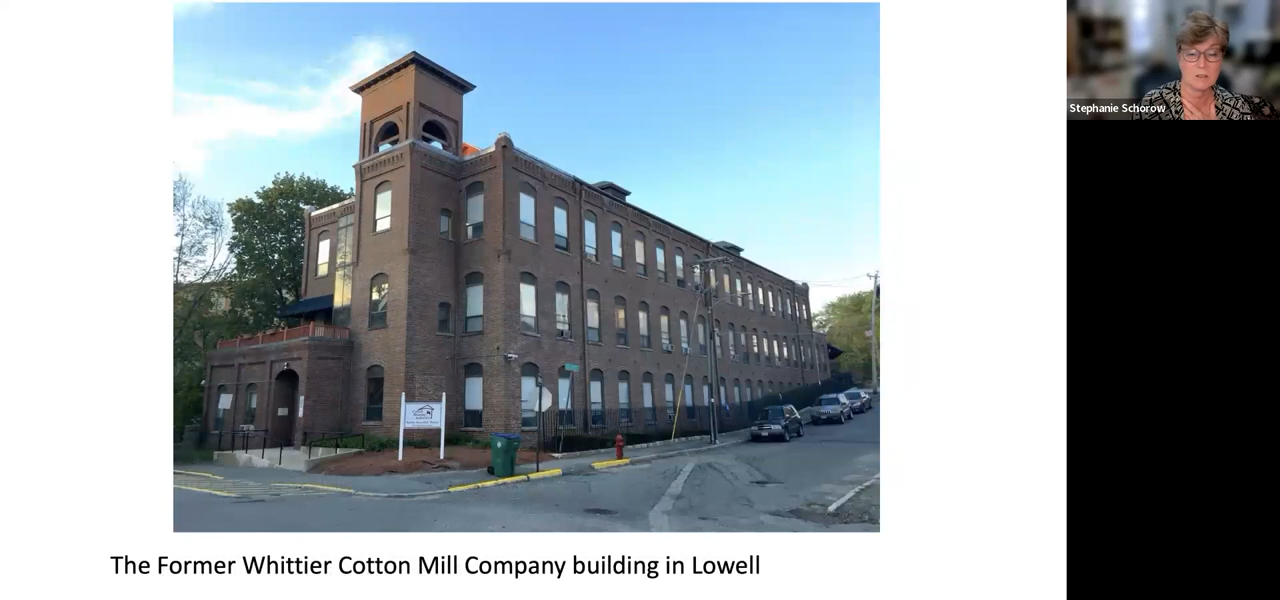 Stephanie Schorow
The Former Whittier Cotton Mill Company building in Lowell